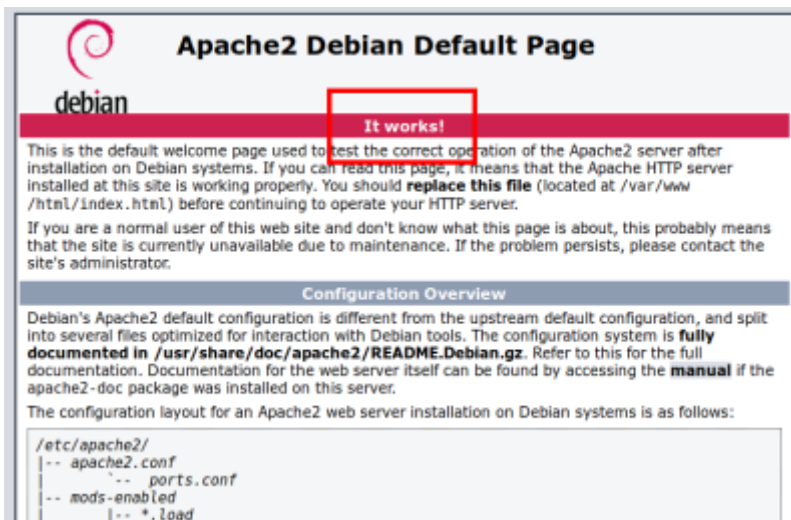 Apache2 Debian Default Page
debian
It works!
This is the default welcome page used to test the correct operation of the Apache2 server after
installation on Debian systems. If you can read this page, it means that the Apache HTTP server
installed at this site is working properly. You should replace this file (located at /var/www
/html/index.html) before continuing to operate your HTTP server.
If you are a normal user of this web site and don't know what this page is about, this probably means
that the site is currently unavailable due to maintenance. If the problem persists, please contact the
site's administrator.
Configuration Overview
Debian's Apache2 default configuration is different from the upstream default configuration, and split
into several files optimized for interaction with Debian tools. The configuration system is fully
documented in /usr/share/doc/apache2/README.Debian.gz. Refer to this for the full
documentation. Documentation for the web server itself can be found by accessing the manual if the
apache2-doc package was installed on this server.
The configuration layout for an Apache2 web server installation on Debian systems is as follows:
/etc/apache2/
|-- apache2.conf
|       `--  ports.conf
|-- mods-enabled
|       |-- *.load